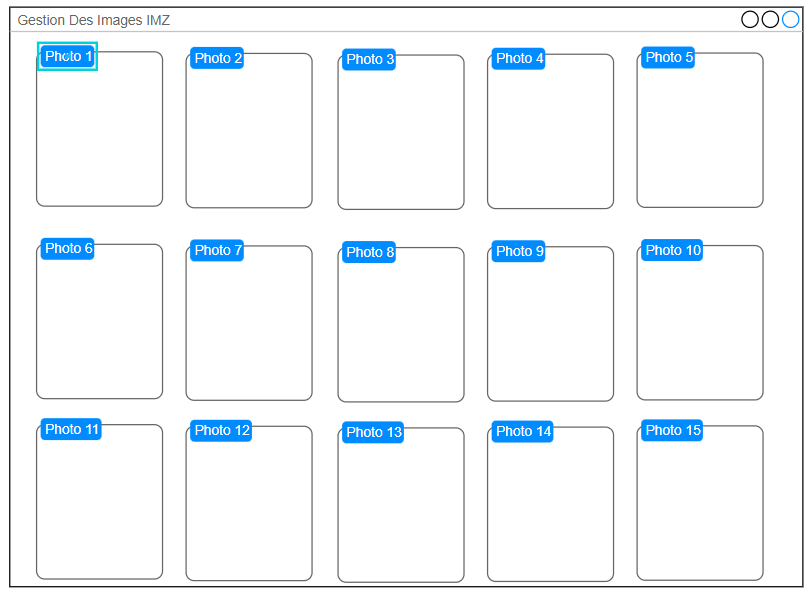 Gestion Des Images IMZ
Photo 1
Photo 2
Photo 3
Photo 4
Photo 5
Photo 6
Photo 7
Photo 8
Photo 9
Photo 10
Photo 11
Photo 12
Photo 13
Photo 14
Photo 15